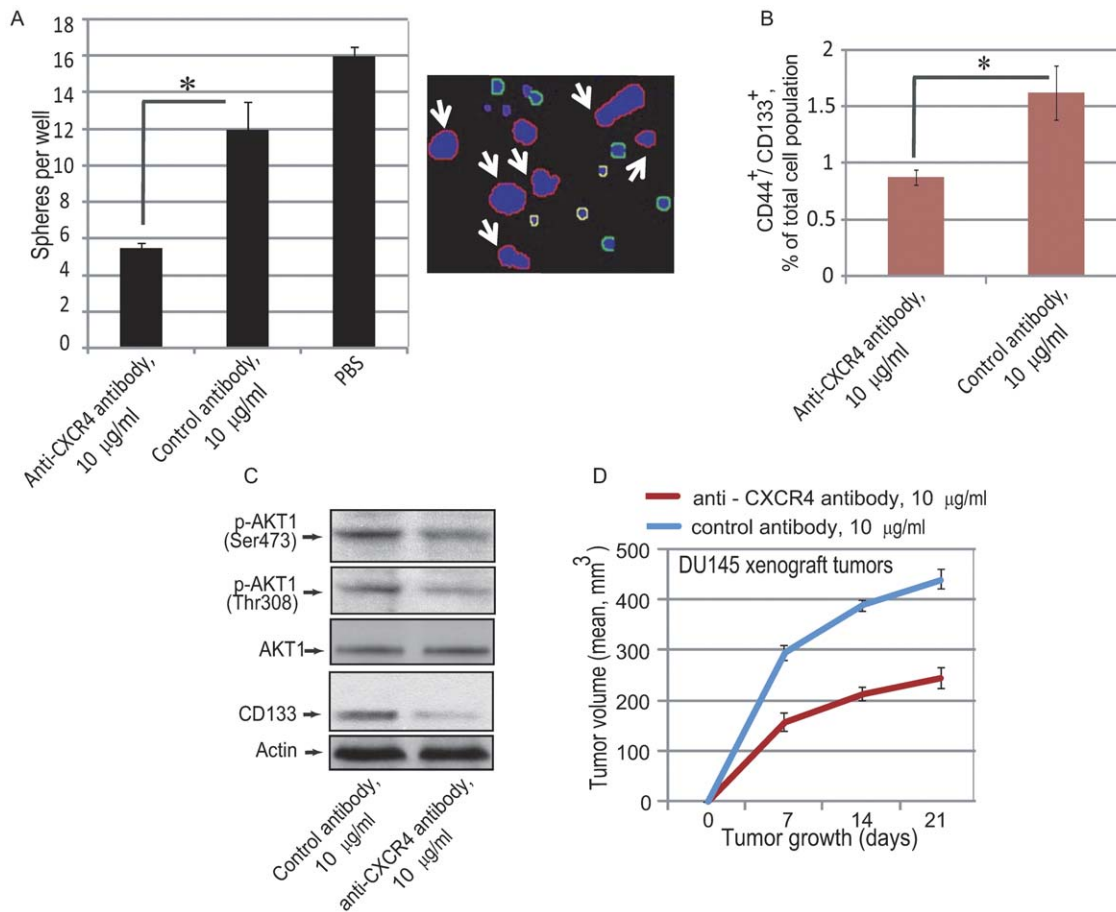 A
18
16
14
12
10
8
6
4
2
0
Spheres per well
*
Anti-CXCR4 antibody,
10 µg/ml
Control antibody,
10 µg/ml
PBS
B
2
1.5
1
0.5
0
CD44+/ CD133+,
% of total cell population
*
Anti-CXCR4 antibody,
10 µg/ml
Control antibody,
10 µg/ml
C
p-AKT1
(Ser473)
p-AKT1
(Thr308)
AKT1
CD133
Actin
Control antibody,
10 µg/ml
anti-CXCR4 antibody,
10 µg/ml
D
anti - CXCR4 antibody, 10 µg/ml
control antibody, 10 µg/ml
DU145 xenograft tumors
500
400
300
200
100
0
Tumor volume (mean, mm3)
0 7 14 21
Tumor growth (days)